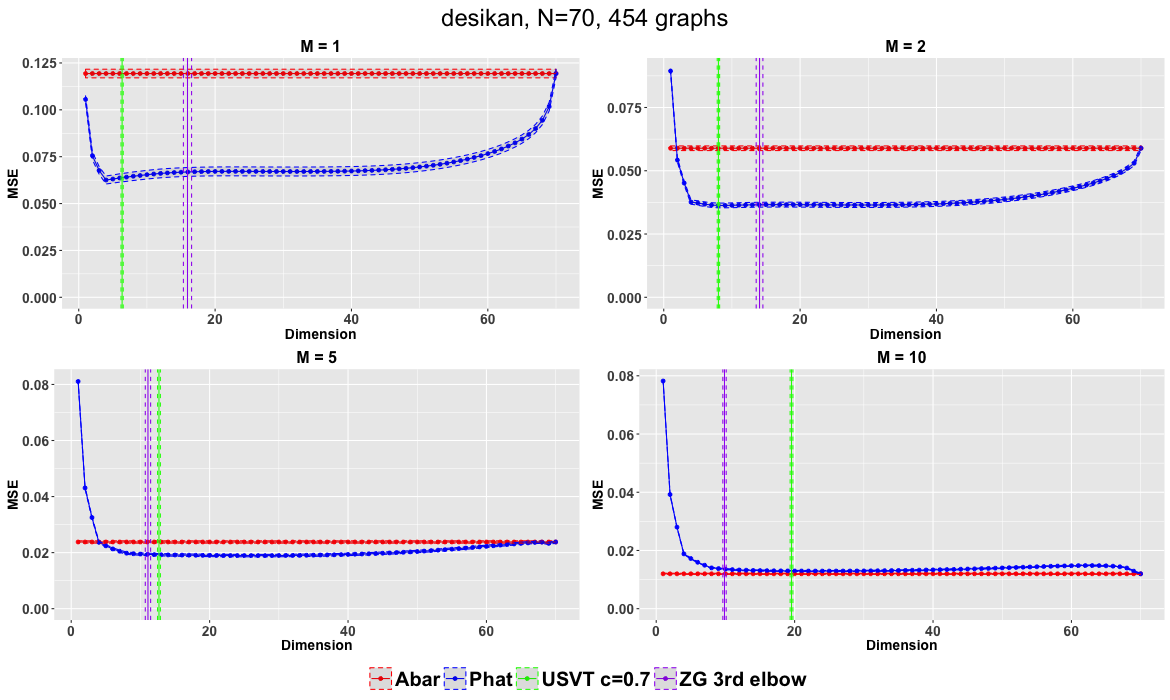 desikan, N=70, 454 graphs
M = 1
M = 2
MSE
0.125
0.100
0.075
0.050
0.025
0.000
0 20 40 60
Dimension
MSE
0.075
0.050
0.025
0.000
0 20 40 60
Dimension
M = 5
M = 10
MSE
0.08
0.06
0.04
0.02
0.00
0 20 40 60
Dimension
MSE
0.08
0.06
0.04
0.02
0.00
0 20 40 60
Dimension
Abar Phat USVT c=0.7 ZG 3rd elbow